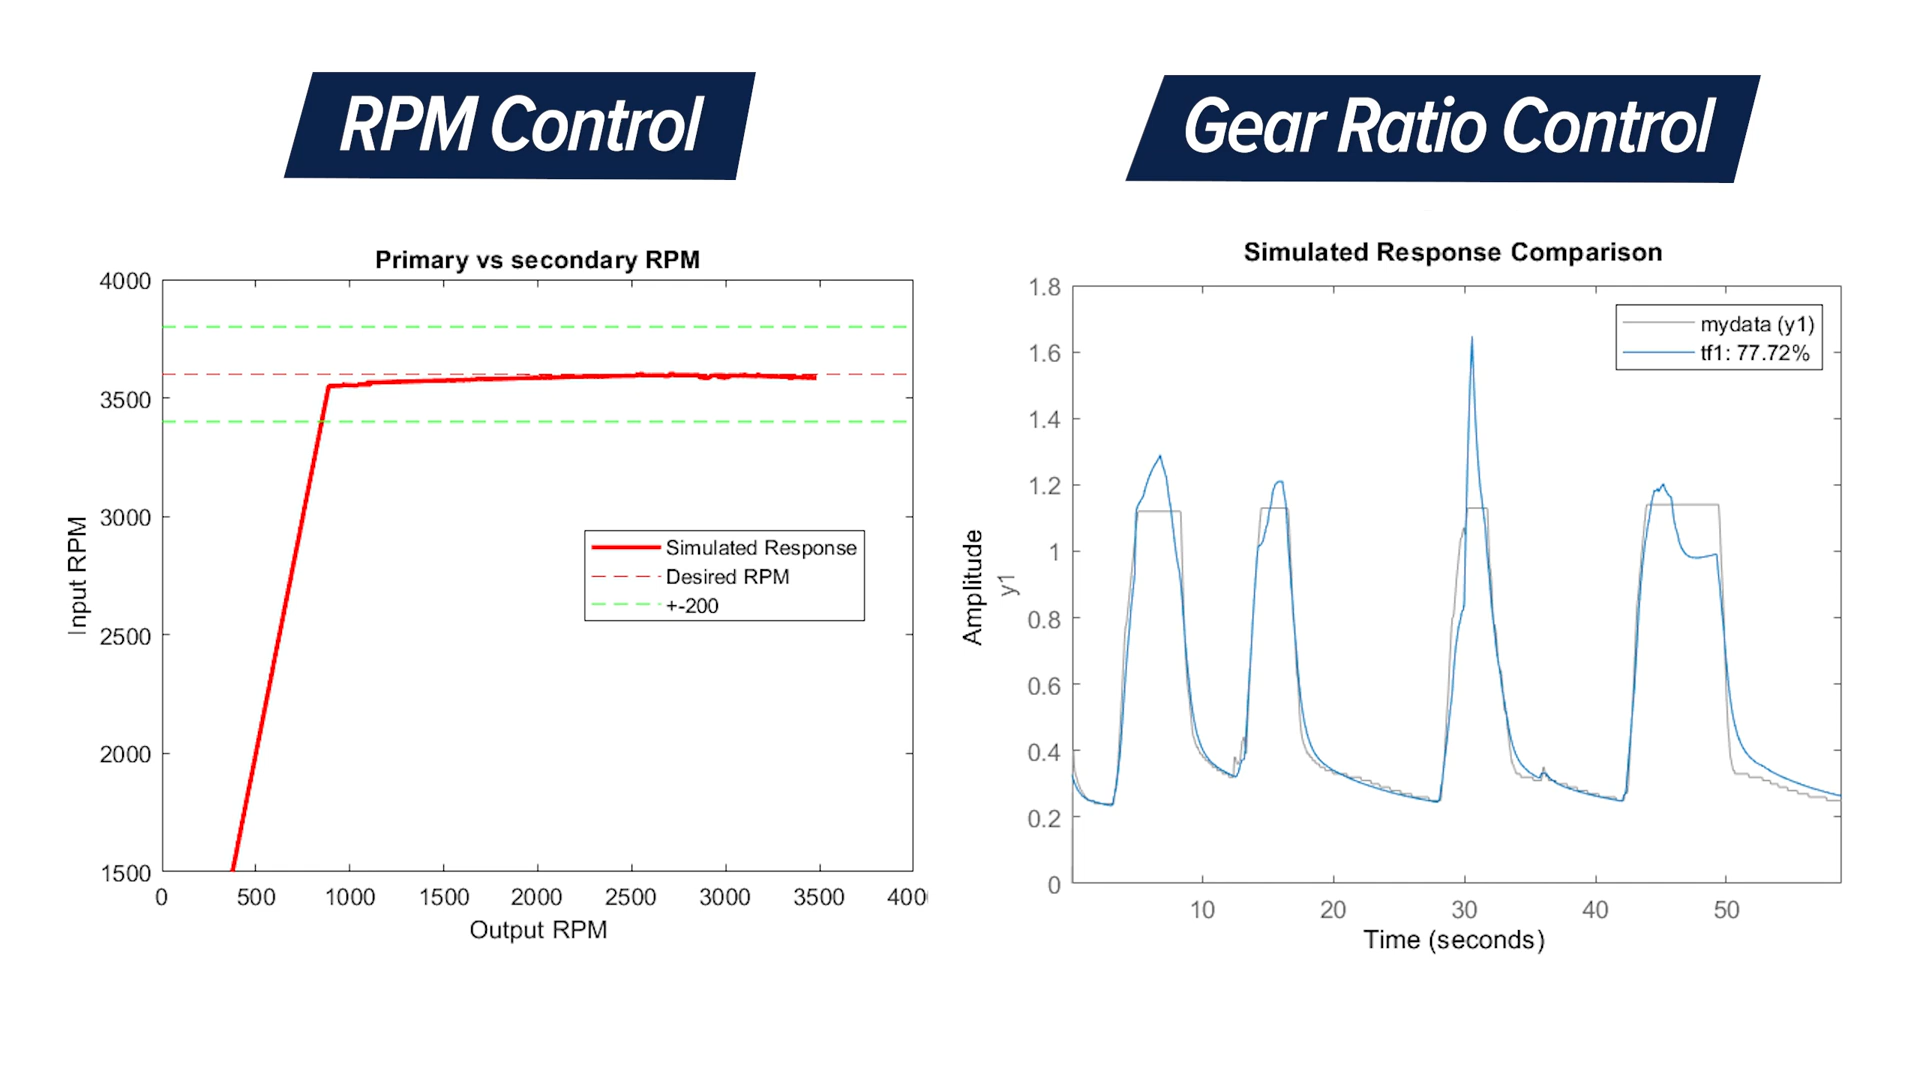 RPM Control
Gear Ratio Control
Primary vs secondary RPM
4000
3500
3000
2500
2000
1500
Input RPM
Simulated Response
Desired RPM
+-200
0 500 1000 1500 2000 2500 3000 3500 400
Output RPM
Simulated Response Comparison
1.8
1.6
1.4
1.2
1
0.8
0.6
0.4
0.2
0
Amplitude
y1
mydata (y1)
tf1: 77.72%
10 20 30 40 50
Time (seconds)